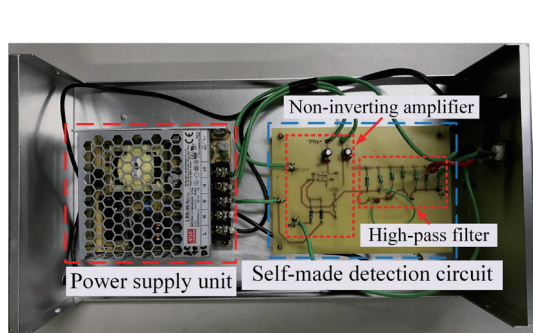 Non-inverting amplifier
High-pass filter
Power supply unit
Self-made detection circuit